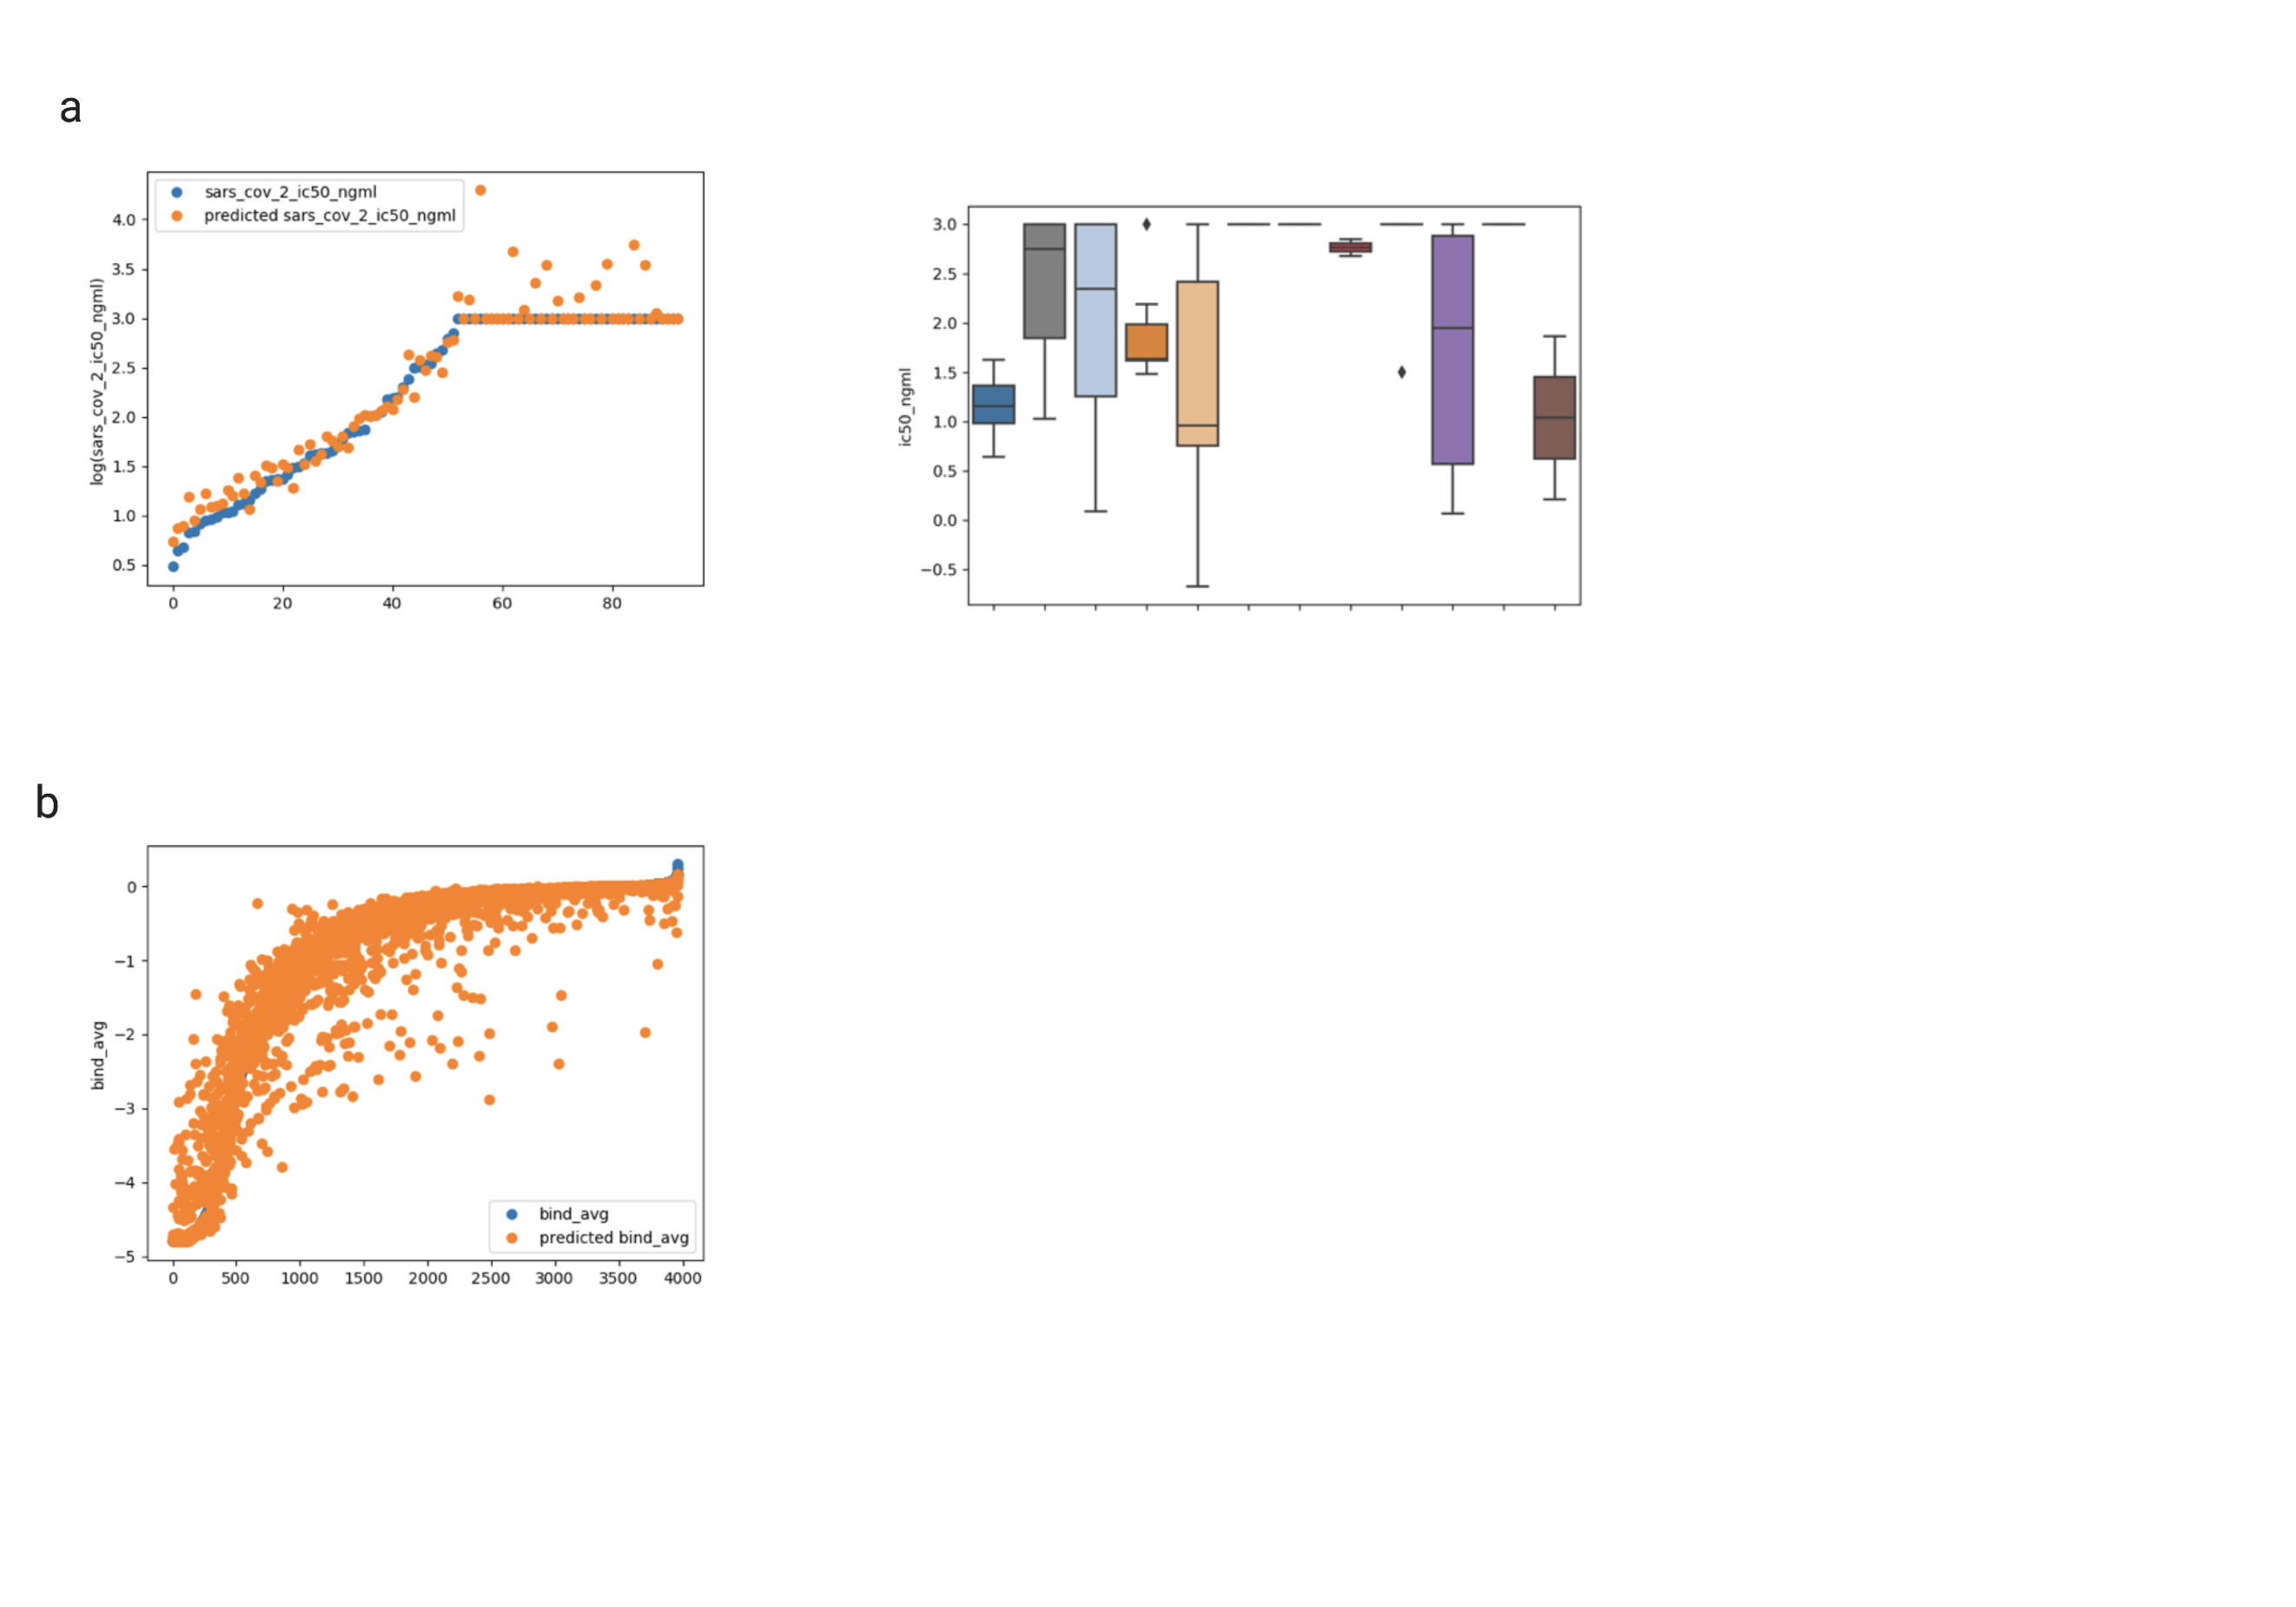 a
sars_cov_2_ic50_ngml
predicted sars_cov_2_ic50_ngml
log(sars_cov_2_ic50_ngml)
4.0
3.5
3.0
2.5
2.0
1.5
1.0
0.5
0 20 40 60 80
ic50_ngml
3.0
2.5
2.0
1.5
1.0
0.5
0.0
−0.5
b
bind_avg
0
−1
−2
−3
−4
−5
bind_avg
predicted bind_avg
0 500 1000 1500 2000 2500 3000 3500 4000